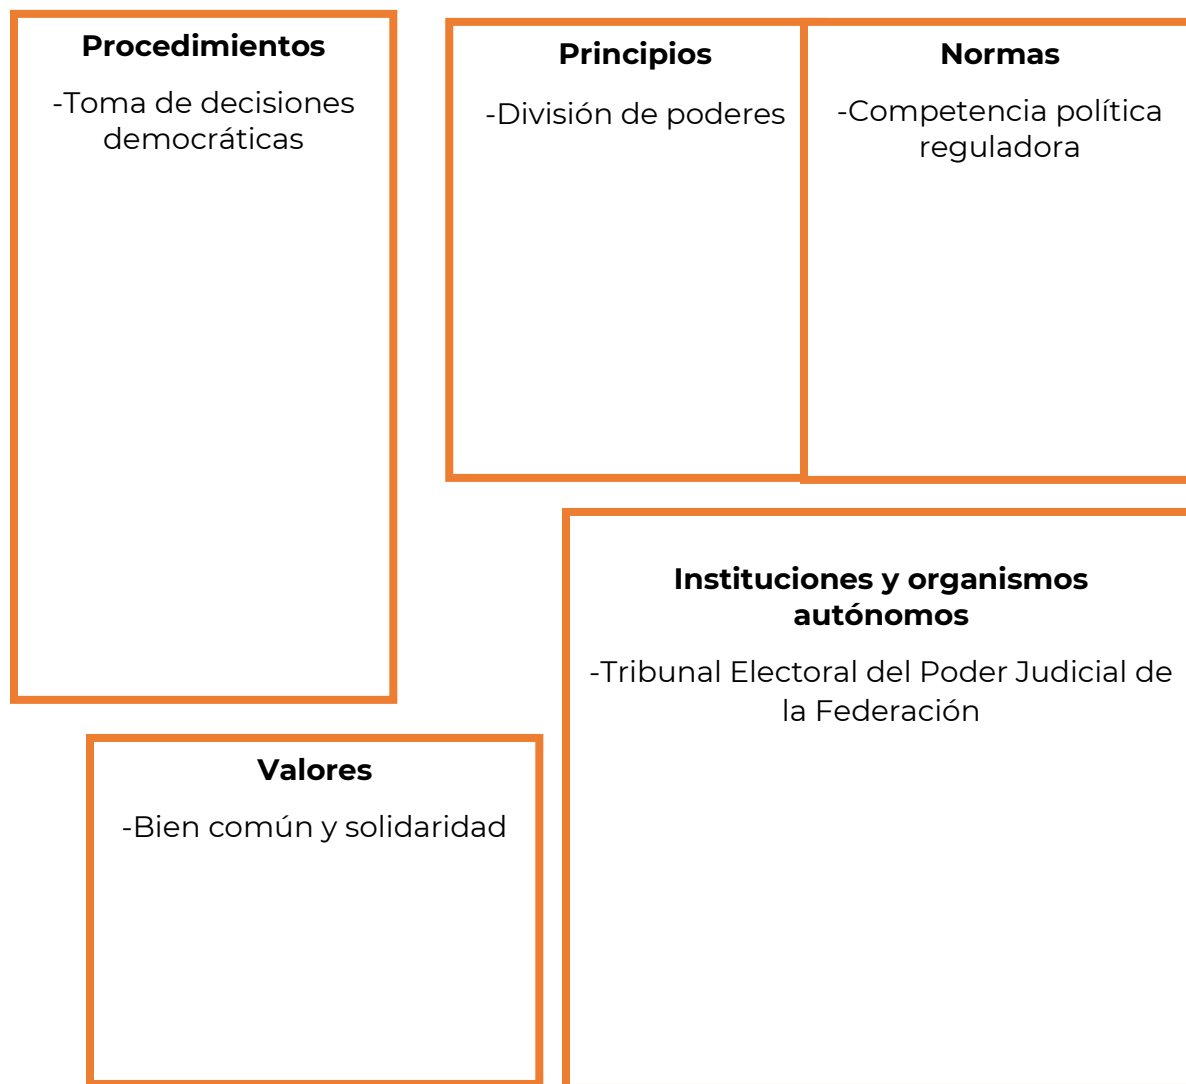 Procedimientos
-Toma de decisiones
democráticas
Principios
-División de poderes
Normas
-Competencia política
reguladora
Instituciones y organismos
autónomos
-Tribunal Electoral del Poder Judicial de
la Federación
Valores
-Bien común y solidaridad